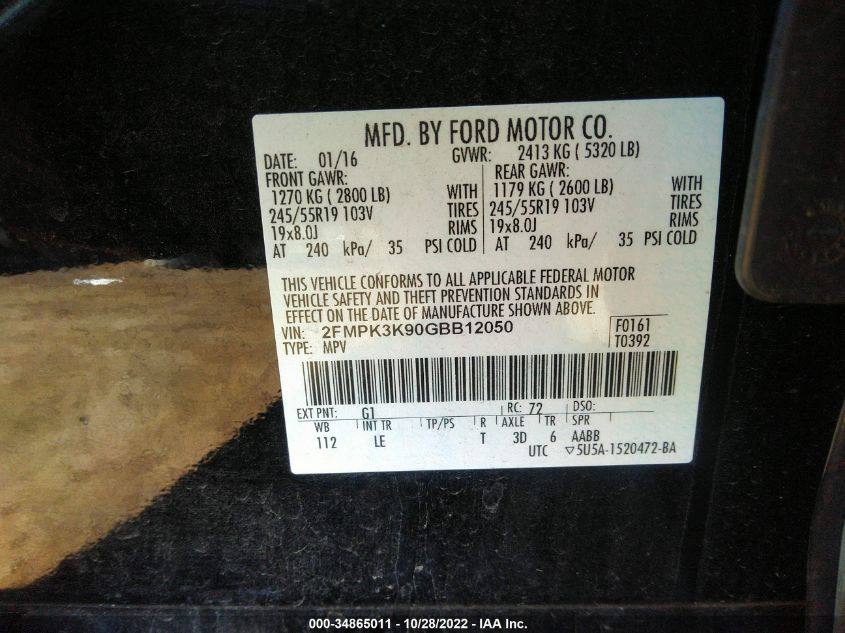 MFD. BY FORD MOTOR CO.
DATE: 01/16 GVWR: 2413 KG ( 5320 LB)
FRONT GAWR: REAR GAWR:
1270 KG ( 2800 LB) WITH 1179 KG ( 2600 LB) WITH
245/55R19 103V TIRES 245/55R19 103V TIRES
19x8.0J RIMS 19x8.0J RIMS
AT 240 kPa/ 35 PSI COLD AT 240 kPa/ 35 PSI COLD
THIS VEHICLE CONFORMS TO ALL APPLICABLE FEDERAL MOTOR
VEHICLE SAFETY AND THEFT PREVENTION STANDARDS IN
EFFECT ON THE DATE OF MANUFACTURE SHOWN ABOVE.
VIN: 2FMPK3K90GBB12050 F0161
TYPE: MPV T0392
EXT PNT: G1 RC: 72 DSO:
WB INT TR TP/PS R AXLE TR SPR
112 LE T 3D 6 AABB
UTC ▽5U5A-1520472-BA
000-34865011 - 10/28/2022 - IAA Inc.